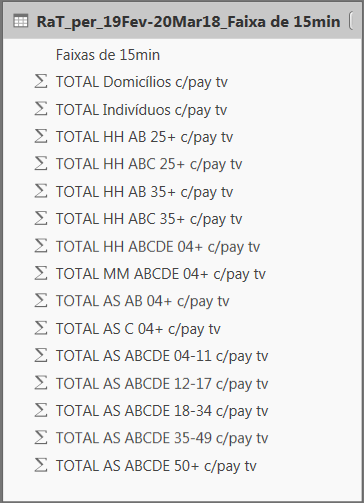 RaT_per_19Fev-20Mar18_Faixa de 15min
Faixas de 15min
TOTAL Domicílios c/pay tv
TOTAL Indivíduos c/pay tv
TOTAL HH AB 25+ c/pay tv
TOTAL HH ABC 25+ c/pay tv
TOTAL HH AB 35+ c/pay tv
TOTAL HH ABC 35+ c/pay tv
TOTAL HH ABCDE 04+ c/pay tv
TOTAL MM ABCDE 04+ c/pay tv
TOTAL AS AB 04+ c/pay tv
TOTAL AS C 04+ c/pay tv
TOTAL AS ABCDE 04-11 c/pay tv
TOTAL AS ABCDE 12-17 c/pay tv
TOTAL AS ABCDE 18-34 c/pay tv
TOTAL AS ABCDE 35-49 c/pay tv
TOTAL AS ABCDE 50+ c/pay tv